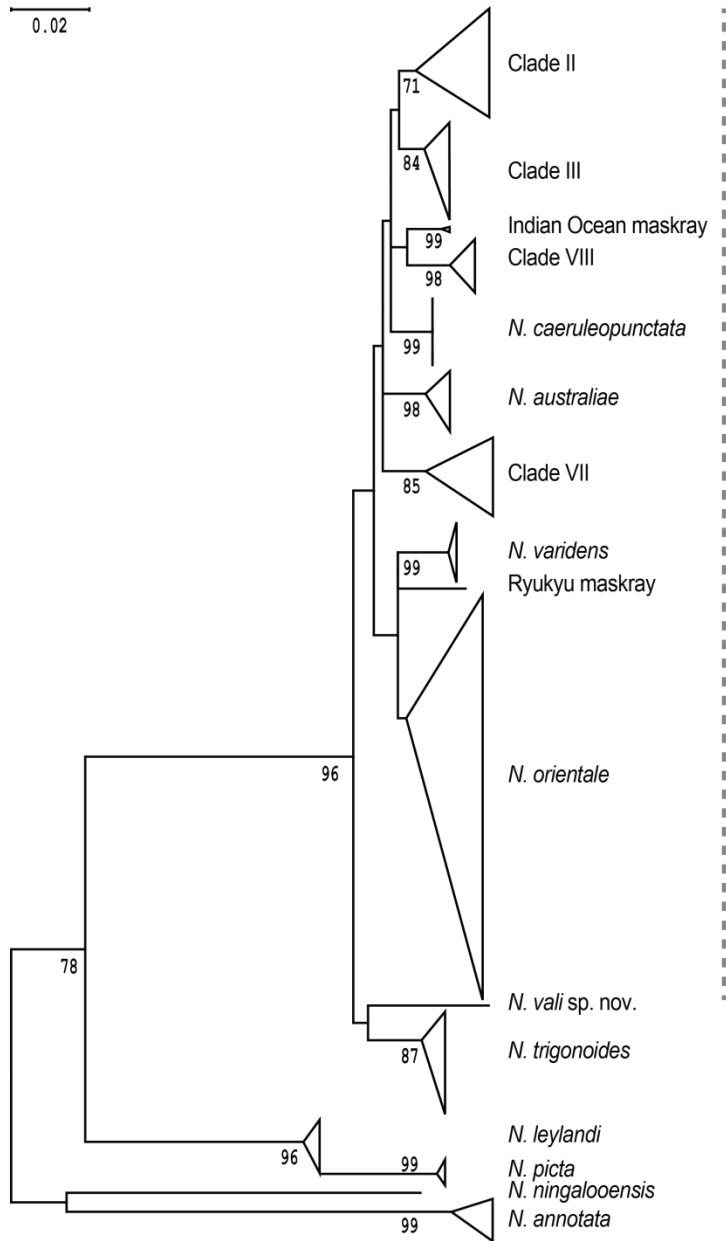 0.02
Clade II
71
84
Clade III
Indian Ocean maskray
99
Clade VIII
98
N. caeruleopunctata
99
N. australiae
98
Clade VII
85
N. varidens
99
Ryukyu maskray
N. orientale
96
78
N. vali sp. nov.
N. trigonoides
87
N. leylandi
96
99
N. picta
N. ningalooensis
N. annotata
99